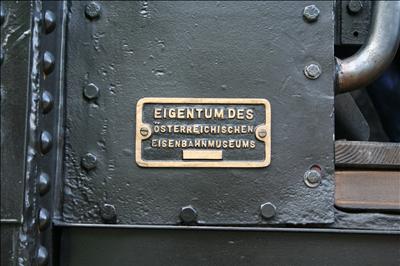 EIGENTUM DES
ÖSTERREICHISCHEN
EISENBAHNMUSEUMS